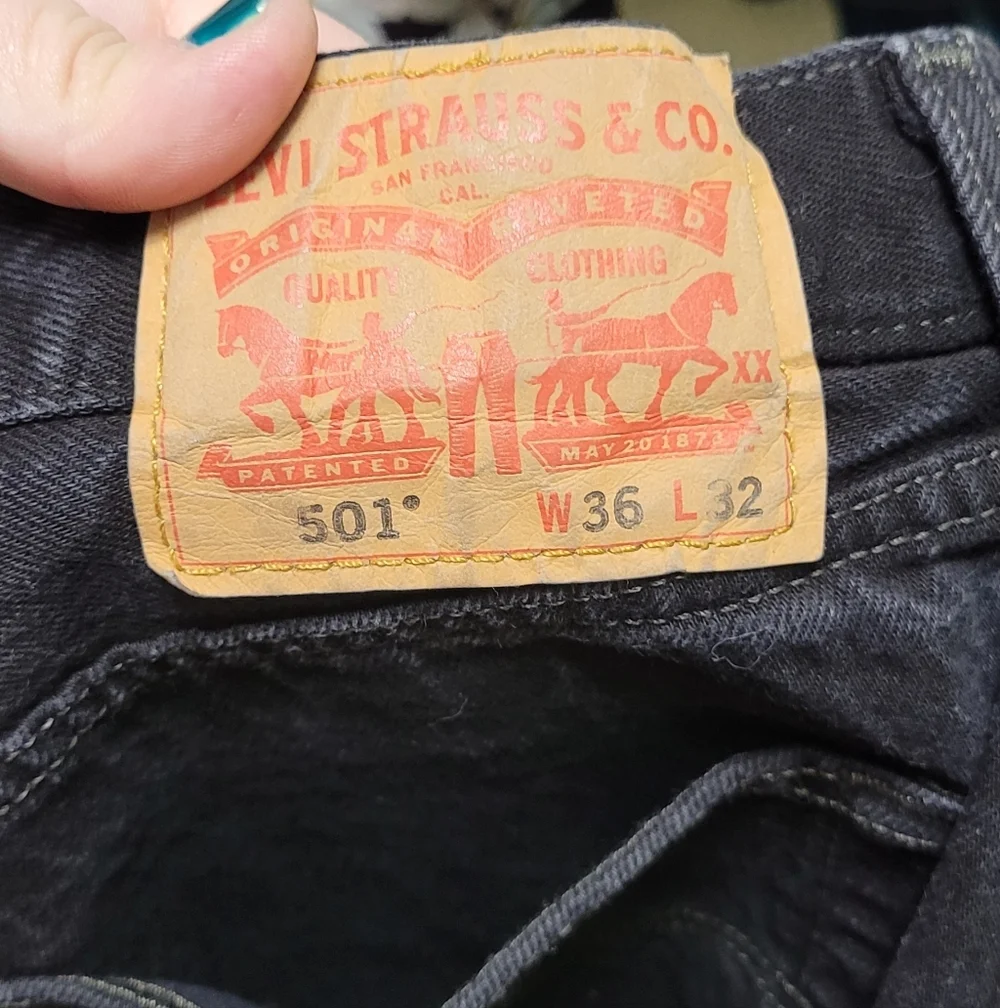 LEVI STRAUSS & CO.
SAN FRANCISCO
CAL.
ORIGINAL RIVETED
QUALITY CLOTHING
XX
PATENTED MAY 20 1873
501® W36 L32